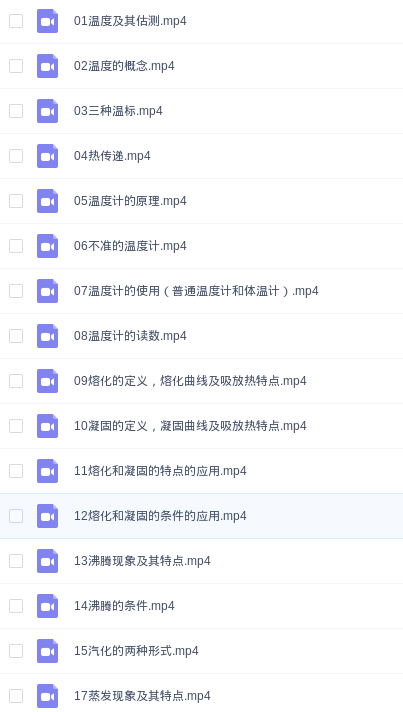 01温度及其估测.mp4
02温度的概念.mp4
03三种温标.mp4
04热传递.mp4
05温度计的原理.mp4
06不准的温度计.mp4
07温度计的使用（普通温度计和体温计）.mp4
08温度计的读数.mp4
09熔化的定义，熔化曲线及吸放热特点.mp4
10凝固的定义，凝固曲线及吸放热特点.mp4
11熔化和凝固的特点的应用.mp4
12熔化和凝固的条件的应用.mp4
13沸腾现象及其特点.mp4
14沸腾的条件.mp4
15汽化的两种形式.mp4
17蒸发现象及其特点.mp4